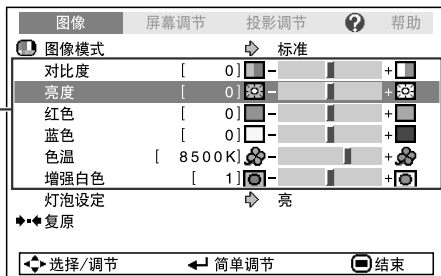 图像 屏幕调节 投影调节 ? 帮助
图像模式 标准
对比度 [ 0] - +
亮度 [ 0] - +
红色 [ 0] - +
蓝色 [ 0] - +
色温 [ 8500K] - +
增强白色 [ 1] - +
灯泡设定 亮
复原
选择/调节 简单调节 结束